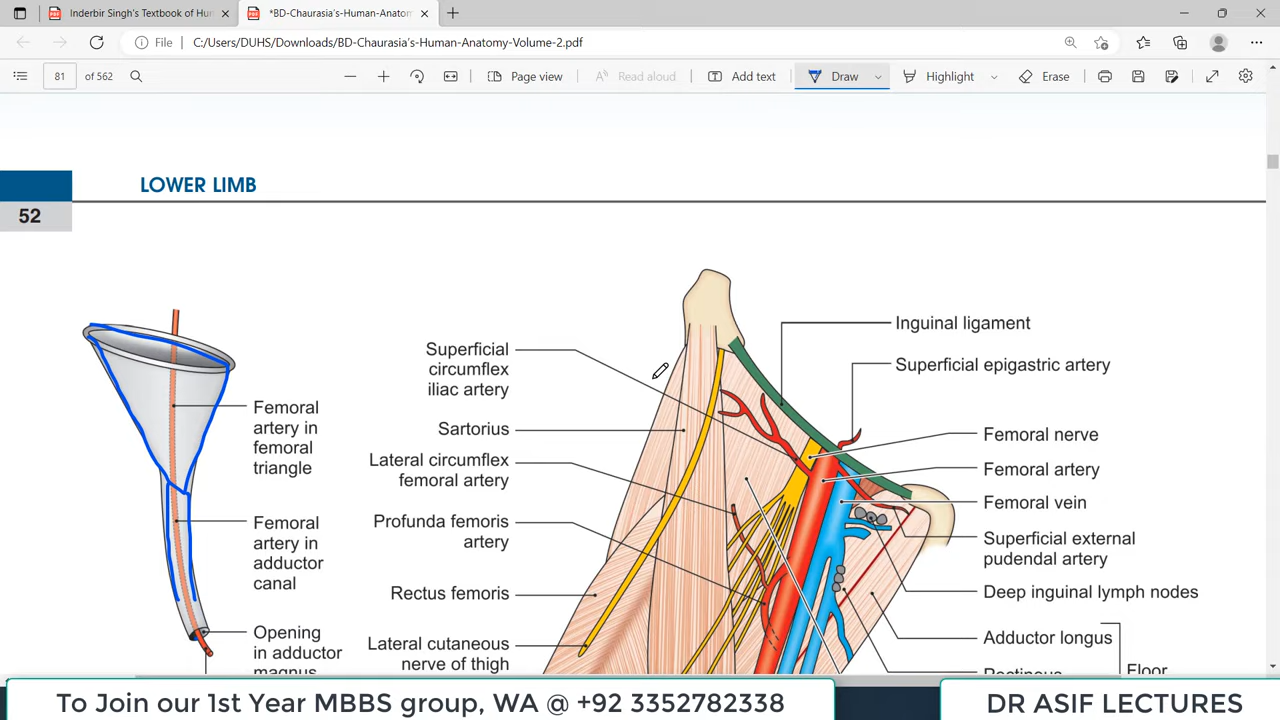 Inderbir Singh's Textbook of Hur
*BD-Chaurasia's-Human-Anatom
File
C:/Users/DUHS/Downloads/BD-Chaurasia's-Human-Anatomy-Volume-2.pdf
81
of 562
Page view
Read aloud
Add text
Draw
Highlight
Erase
LOWER LIMB
52
Femoral
artery in
femoral
triangle
Femoral
artery in
adductor
canal
Opening
in adductor
magnus
Superficial
circumflex
iliac artery
Sartorius
Lateral circumflex
femoral artery
Profunda femoris
artery
Rectus femoris
Lateral cutaneous
nerve of thigh
Inguinal ligament
Superficial epigastric artery
Femoral nerve
Femoral artery
Femoral vein
Superficial external
pudendal artery
Deep inguinal lymph nodes
Adductor longus
Pectineus
Floor
To Join our 1st Year MBBS group, WA @ +92 3352782338
DR ASIF LECTURES